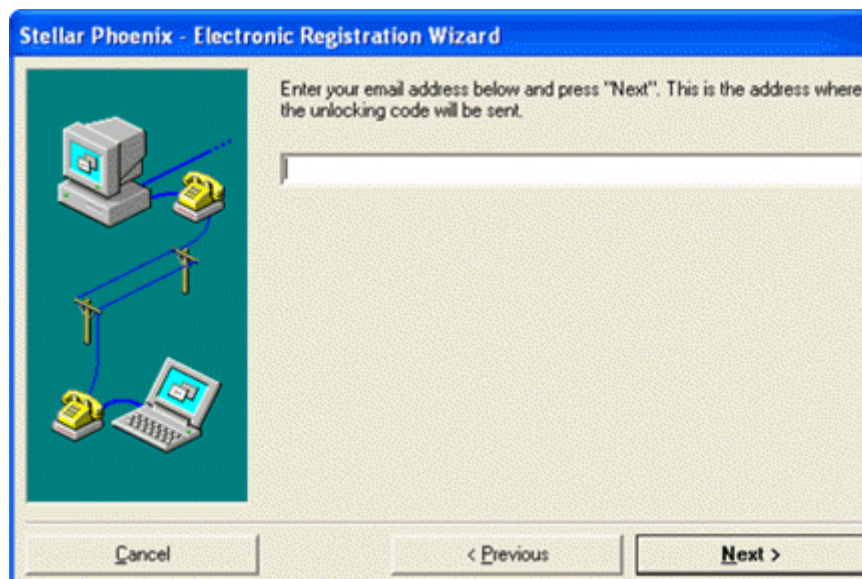 Stellar Phoenix - Electronic Registration Wizard
Enter your email address below and press "Next". This is the address where
the unlocking code will be sent.
Cancel
< Previous
Next >